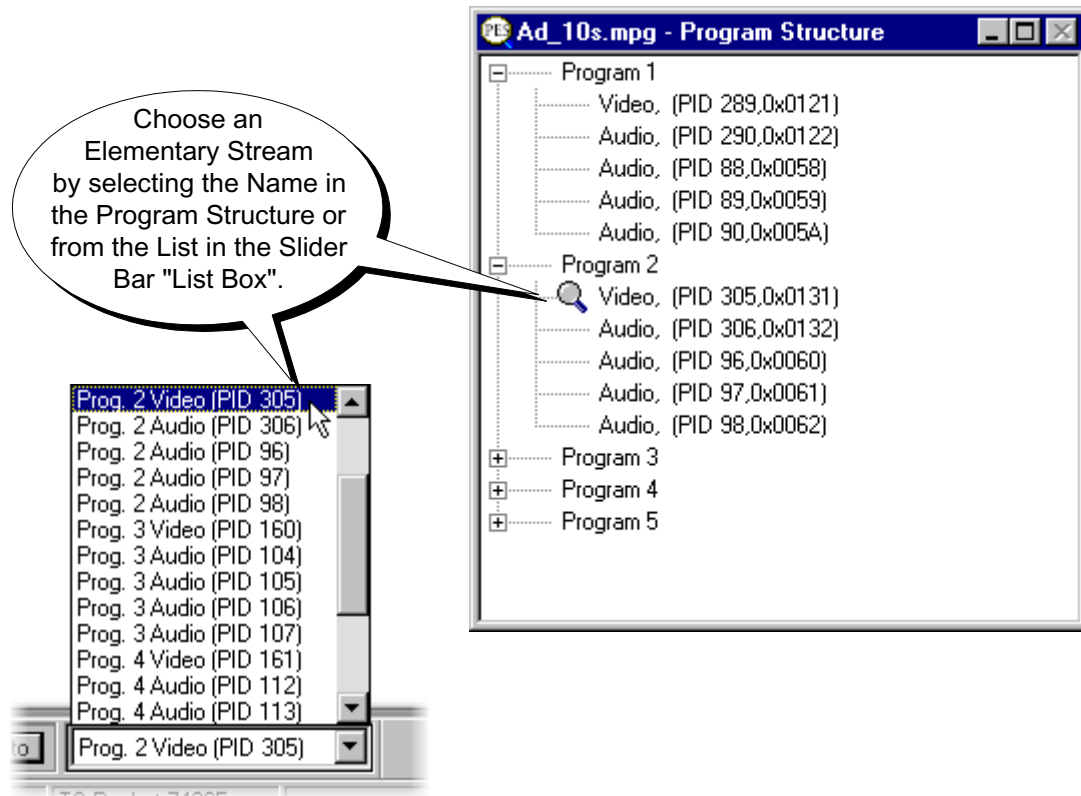 PES Ad_10s.mpg - Program Structure
Program 1
Video, (PID 289,0x0121)
Audio, (PID 290,0x0122)
Audio, (PID 88,0x0058)
Audio, (PID 89,0x0059)
Audio, (PID 90,0x005A)
Program 2
Video, (PID 305,0x0131)
Audio, (PID 306,0x0132)
Audio, (PID 96,0x0060)
Audio, (PID 97,0x0061)
Audio, (PID 98,0x0062)
Program 3
Program 4
Program 5
Choose an
Elementary Stream
by selecting the Name in
the Program Structure or
from the List in the Slider
Bar "List Box".
Prog. 2 Video (PID 305)
Prog. 2 Audio (PID 306)
Prog. 2 Audio (PID 96)
Prog. 2 Audio (PID 97)
Prog. 2 Audio (PID 98)
Prog. 3 Video (PID 160)
Prog. 3 Audio (PID 104)
Prog. 3 Audio (PID 105)
Prog. 3 Audio (PID 106)
Prog. 3 Audio (PID 107)
Prog. 4 Video (PID 161)
Prog. 4 Audio (PID 112)
Prog. 4 Audio (PID 113)
to
Prog. 2 Video (PID 305)